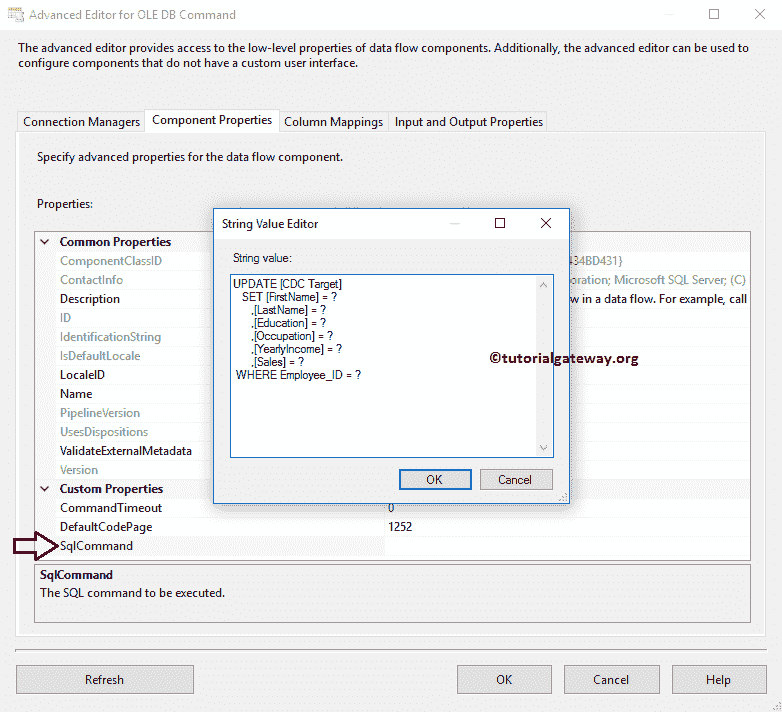 Advanced Editor for OLE DB Command
The advanced editor provides access to the low-level properties of data flow components. Additionally, the advanced editor can be used to
configure components that do not have a custom user interface.
Connection Managers Component Properties Column Mappings Input and Output Properties
Specify advanced properties for the data flow component.
Properties:
String Value Editor
String value:
UPDATE [CDC Target]
SET [FirstName] = ?
,[LastName] = ?
,[Education] = ?
,[Occupation] = ?
,[YearlyIncome] = ?
,[Sales] = ?
WHERE Employee_ID = ?
OK Cancel
©tutorialgateway.org
Common Properties
ComponentClassID 434BD431}
ContactInfo oration; Microsoft SQL Server; (C)
Description w in a data flow. For example, call
ID
IdentificationString
IsDefaultLocale
LocaleID
Name
PipelineVersion
UsesDispositions
ValidateExternalMetadata
Version
Custom Properties
CommandTimeout 0
DefaultCodePage 1252
SqlCommand
SqlCommand
The SQL command to be executed.
Refresh OK Cancel Help